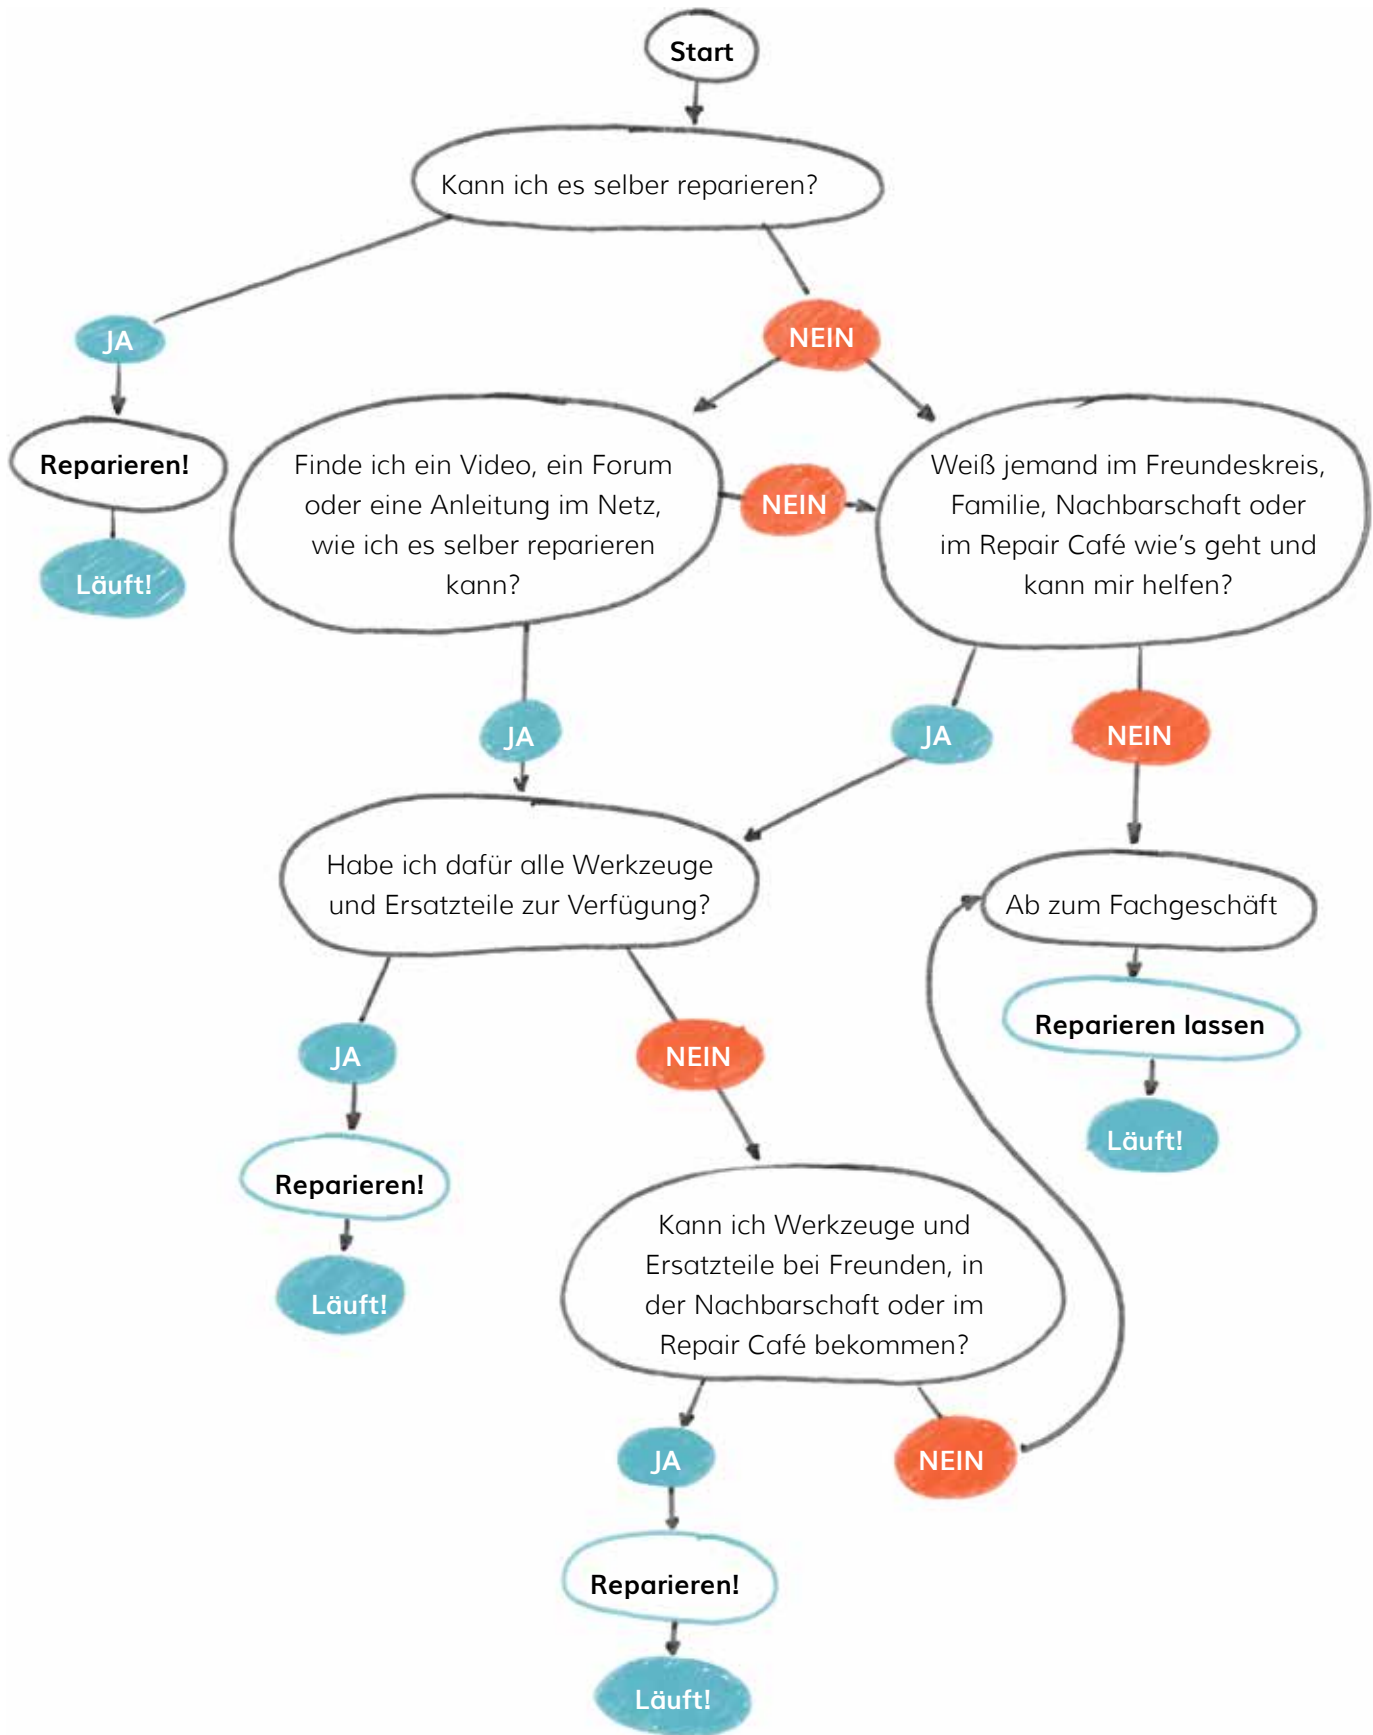 Start
Kann ich es selber reparieren?
JA
NEIN
Reparieren!
Läuft!
Finde ich ein Video, ein Forum
oder eine Anleitung im Netz,
wie ich es selber reparieren
kann?
NEIN
Weiß jemand im Freundeskreis,
Familie, Nachbarschaft oder
im Repair Café wie's geht und
kann mir helfen?
JA
JA
NEIN
Habe ich dafür alle Werkzeuge
und Ersatzteile zur Verfügung?
Ab zum Fachgeschäft
Reparieren lassen
Läuft!
JA
NEIN
Reparieren!
Läuft!
Kann ich Werkzeuge und
Ersatzteile bei Freunden, in
der Nachbarschaft oder im
Repair Café bekommen?
JA
NEIN
Reparieren!
Läuft!